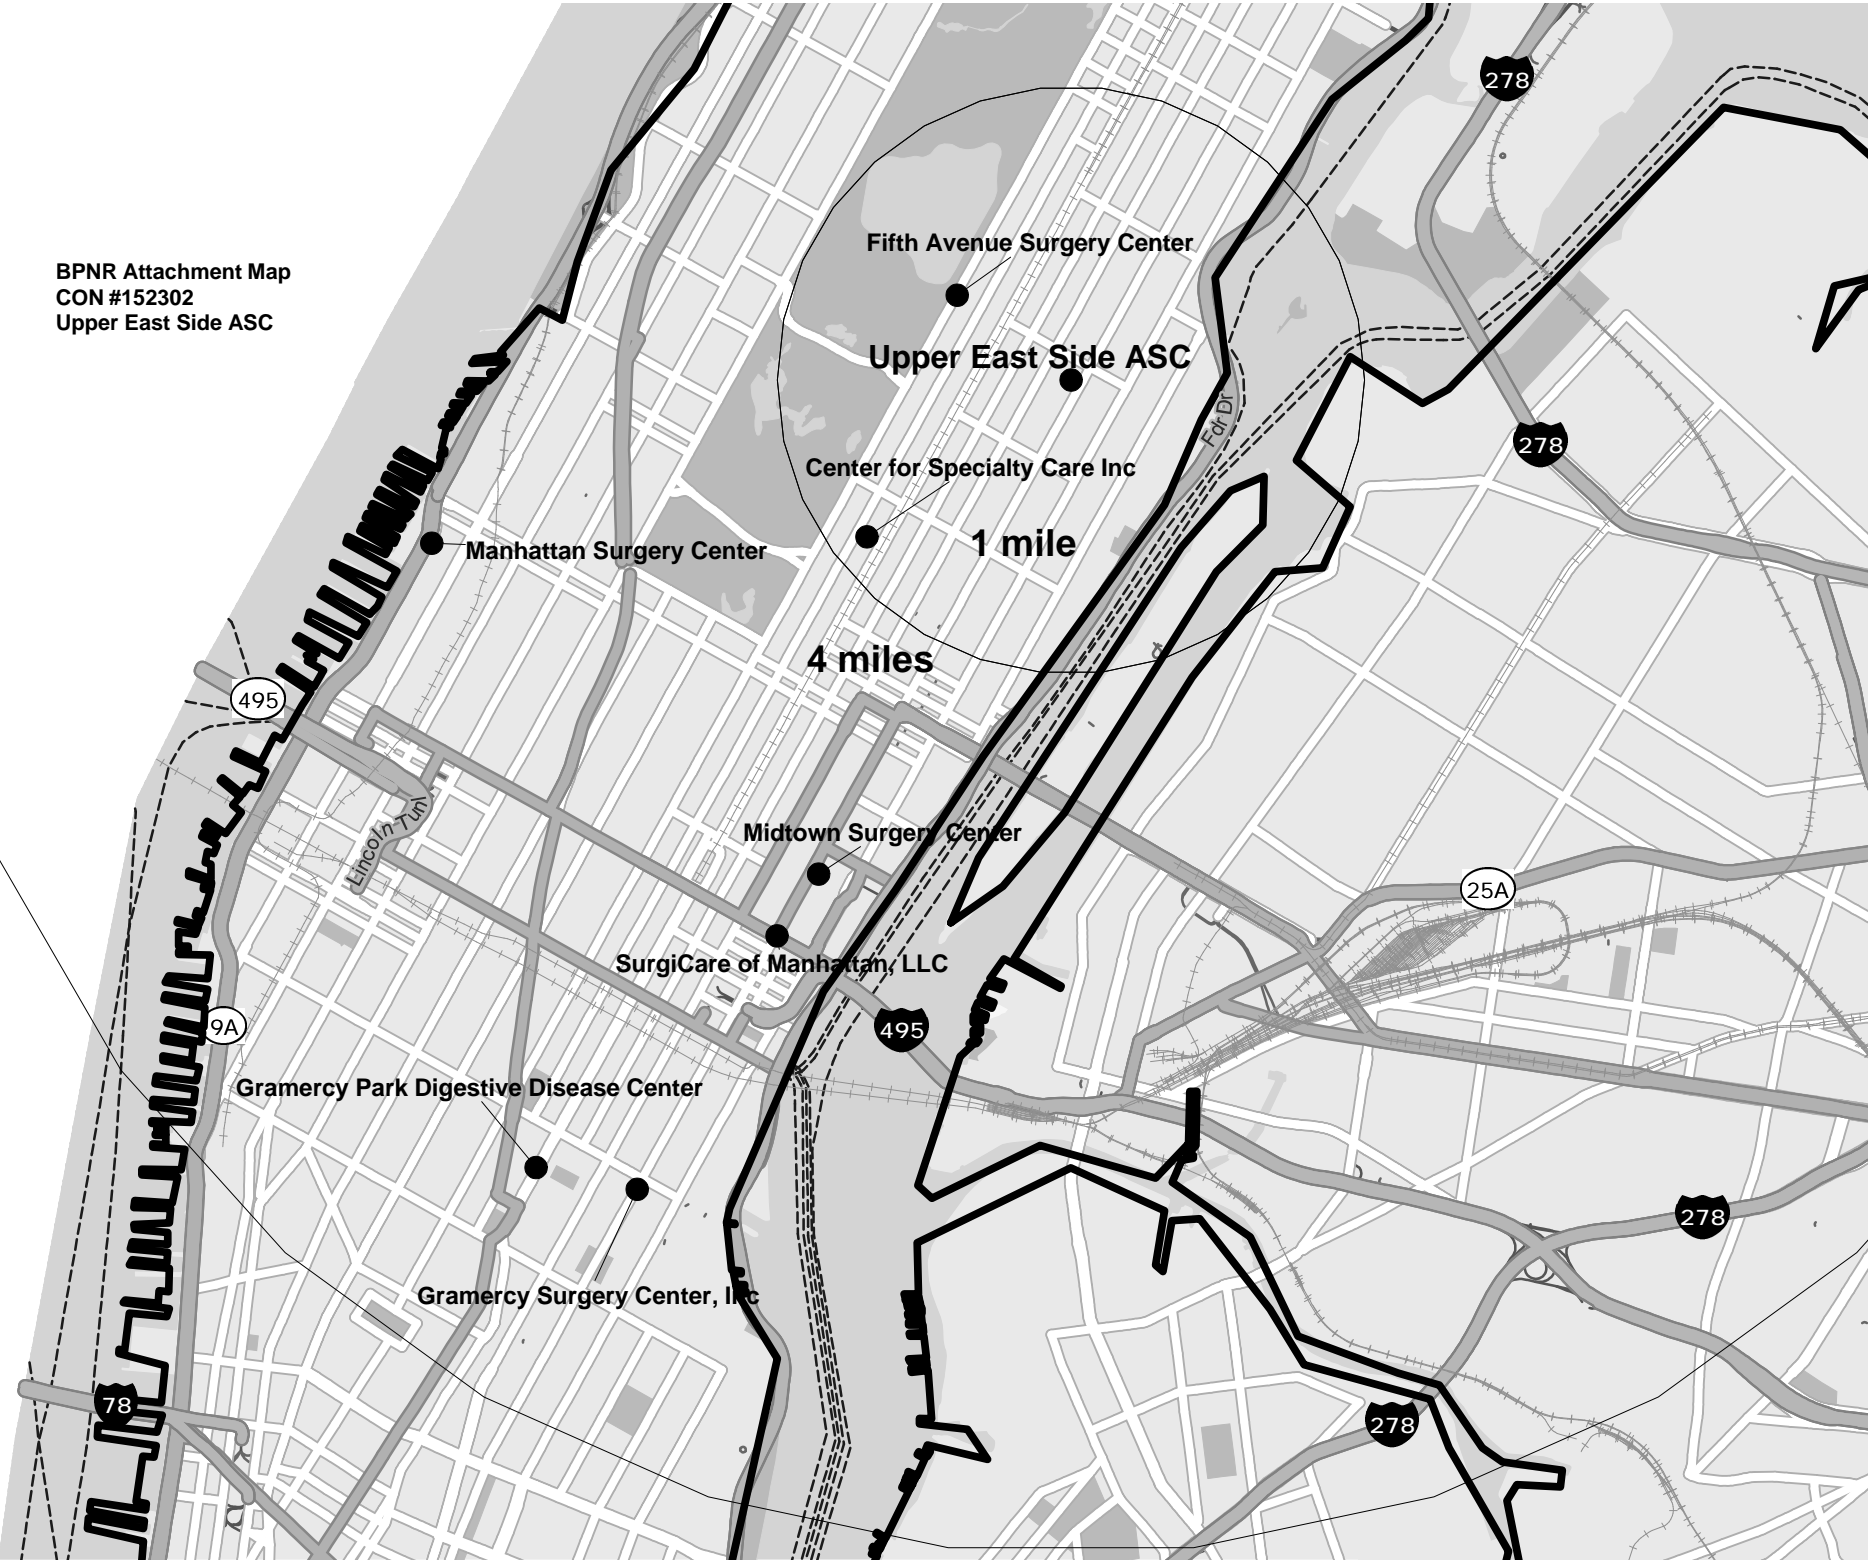 278
Fifth Avenue Surgery Center
BPNR Attachment Map
CON #152302
Upper East Side ASC
Upper East Side ASC
Fdr Dr
278
Center for Specialty Care Inc
1 mile
Manhattan Surgery Center
4 miles
495
Lincoln Tunl
Midtown Surgery Center
25A
SurgiCare of Manhattan, LLC
9A
495
Gramercy Park Digestive Disease Center
278
Gramercy Surgery Center, Inc
78
278